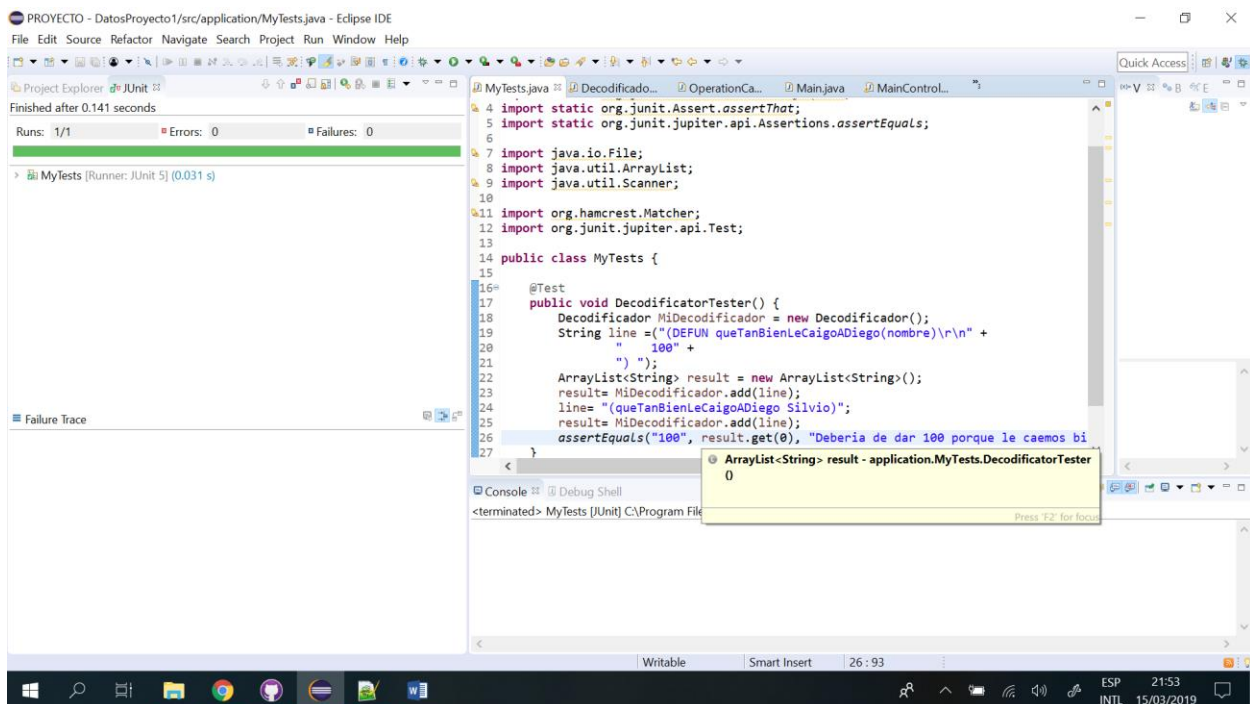 PROYECTO - DatosProyecto1/src/application/MyTests.java - Eclipse IDE
File Edit Source Refactor Navigate Search Project Run Window Help
Quick Access
Project Explorer JUnit
Finished after 0.141 seconds
Runs: 1/1 Errors: 0 Failures: 0
MyTests [Runner: JUnit 5] (0.031 s)
Failure Trace
MyTests.java Decodificado... OperationCa... Main.java MainControl...
4 import static org.junit.Assert.assertThat;
5 import static org.junit.jupiter.api.Assertions.assertEquals;
6
7 import java.io.File;
8 import java.util.ArrayList;
9 import java.util.Scanner;
10
11 import org.hamcrest.Matcher;
12 import org.junit.jupiter.api.Test;
13
14 public class MyTests {
15
16 @Test
17 public void DecodificatorTester() {
18 Decodificador MiDecodificador = new Decodificador();
19 String line =("(DEFUN queTanBienLeCaigoADiego(nombre)\r\n" +
20 "    100" +
21 ") ");
22 ArrayList<String> result = new ArrayList<String>();
23 result= MiDecodificador.add(line);
24 line= "(queTanBienLeCaigoADiego Silvio)";
25 result= MiDecodificador.add(line);
26 assertEquals("100", result.get(0), "Deberia de dar 100 porque le caemos bi
27 }
ArrayList<String> result - application.MyTests.DecodificatorTester
()
Press 'F2' for focus
V B E
Console Debug Shell
<terminated> MyTests [JUnit] C:\Program File
Writable Smart Insert 26 : 93
ESP
INTL
21:53
15/03/2019